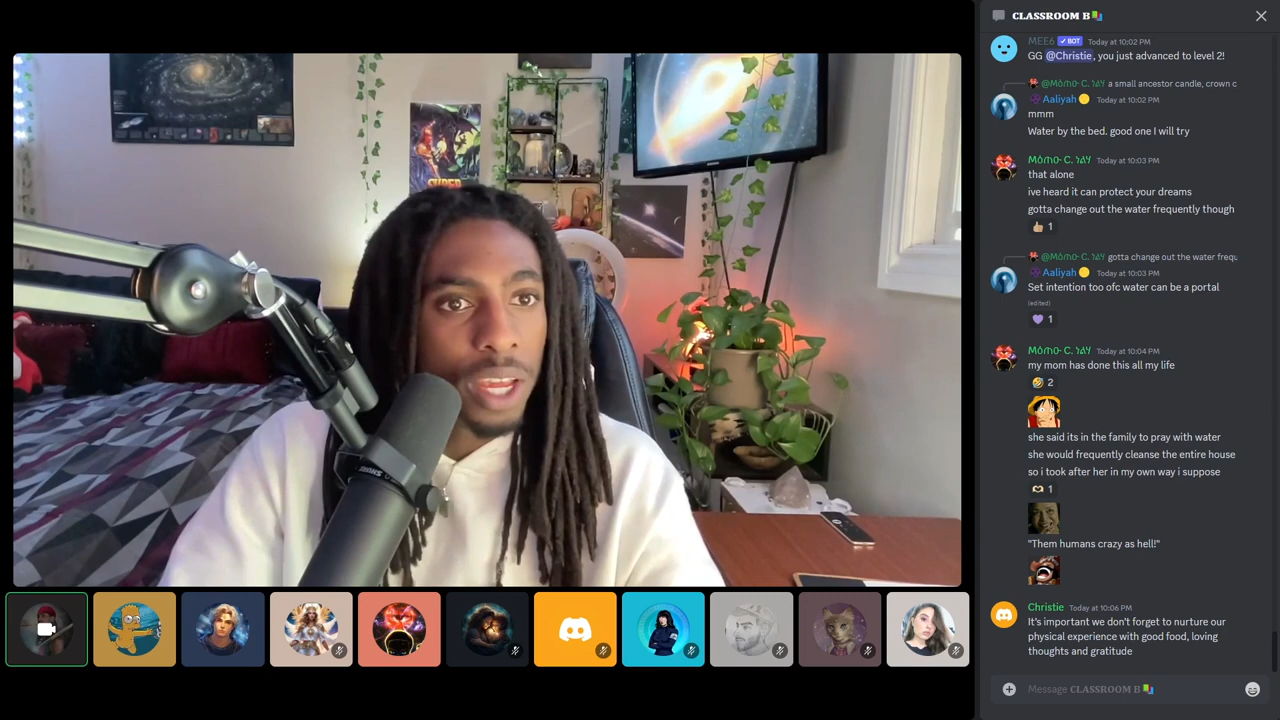 CLASSROOM B
MEE6 BOT Today at 10:02 PM
GG @Christie, you just advanced to level 2!
a small ancestor candle, crown c
Aaliyah Today at 10:02 PM
mmm
Water by the bed. good one I will try
Today at 10:03 PM
that alone
ive heard it can protect your dreams
gotta change out the water frequently though
1
gotta change out the water frequ
Aaliyah Today at 10:03 PM
Set intention too ofc water can be a portal
(edited)
1
Today at 10:04 PM
my mom has done this all my life
2
she said its in the family to pray with water
she would frequently cleanse the entire house
so i took after her in my own way i suppose
1
"Them humans crazy as hell!"
Christie Today at 10:06 PM
It's important we don't forget to nurture our
physical experience with good food, loving
thoughts and gratitude
Message CLASSROOM B
SUPER
SHURE